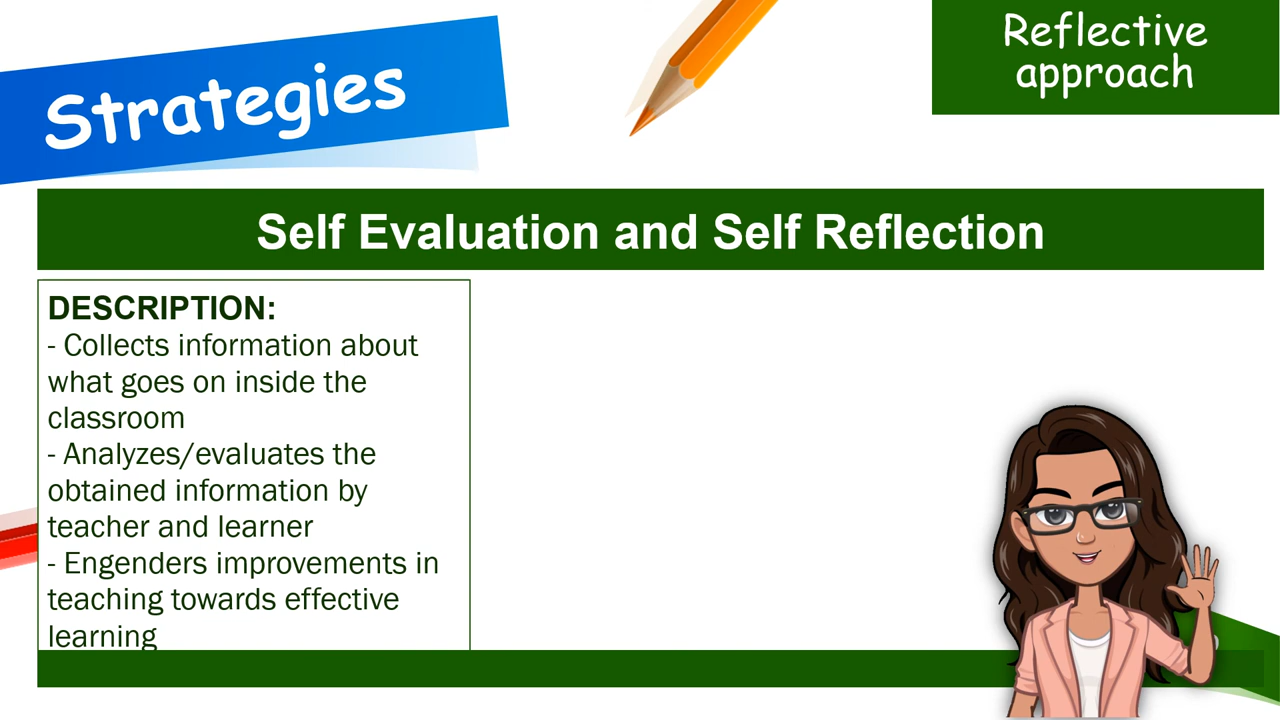 Strategies
Reflective
approach
Self Evaluation and Self Reflection
DESCRIPTION:
- Collects information about
what goes on inside the
classroom
- Analyzes/evaluates the
obtained information by
teacher and learner
- Engenders improvements in
teaching towards effective
learning